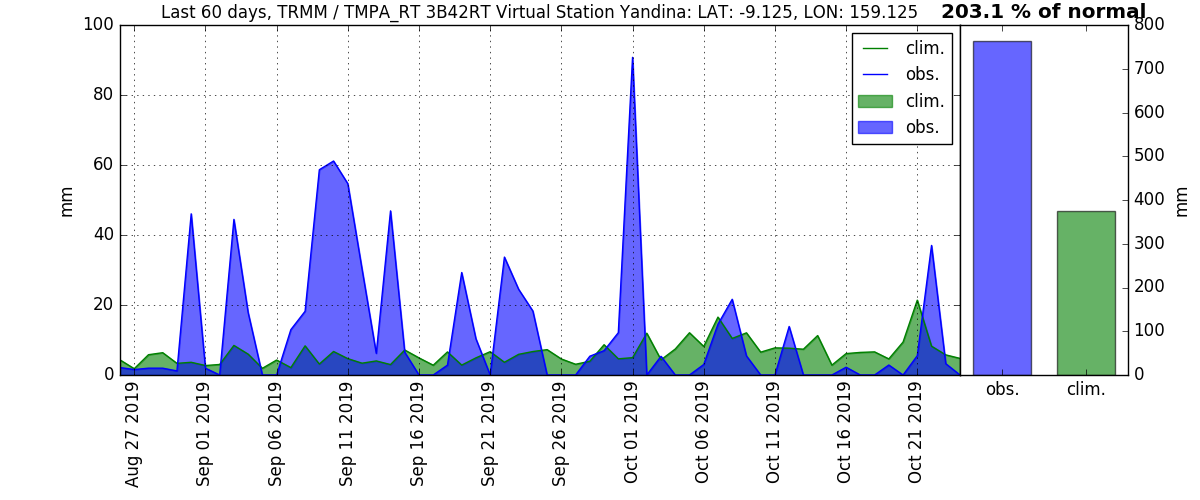 Last 60 days, TRMM / TMPA_RT 3B42RT Virtual Station Yandina: LAT: -9.125, LON: 159.125
203.1 % of normal
100
80
60
40
20
0
mm
clim.
obs.
clim.
obs.
Aug 27 2019
Sep 01 2019
Sep 06 2019
Sep 11 2019
Sep 16 2019
Sep 21 2019
Sep 26 2019
Oct 01 2019
Oct 06 2019
Oct 11 2019
Oct 16 2019
Oct 21 2019
800
700
600
500
400
300
200
100
0
mm
obs.
clim.